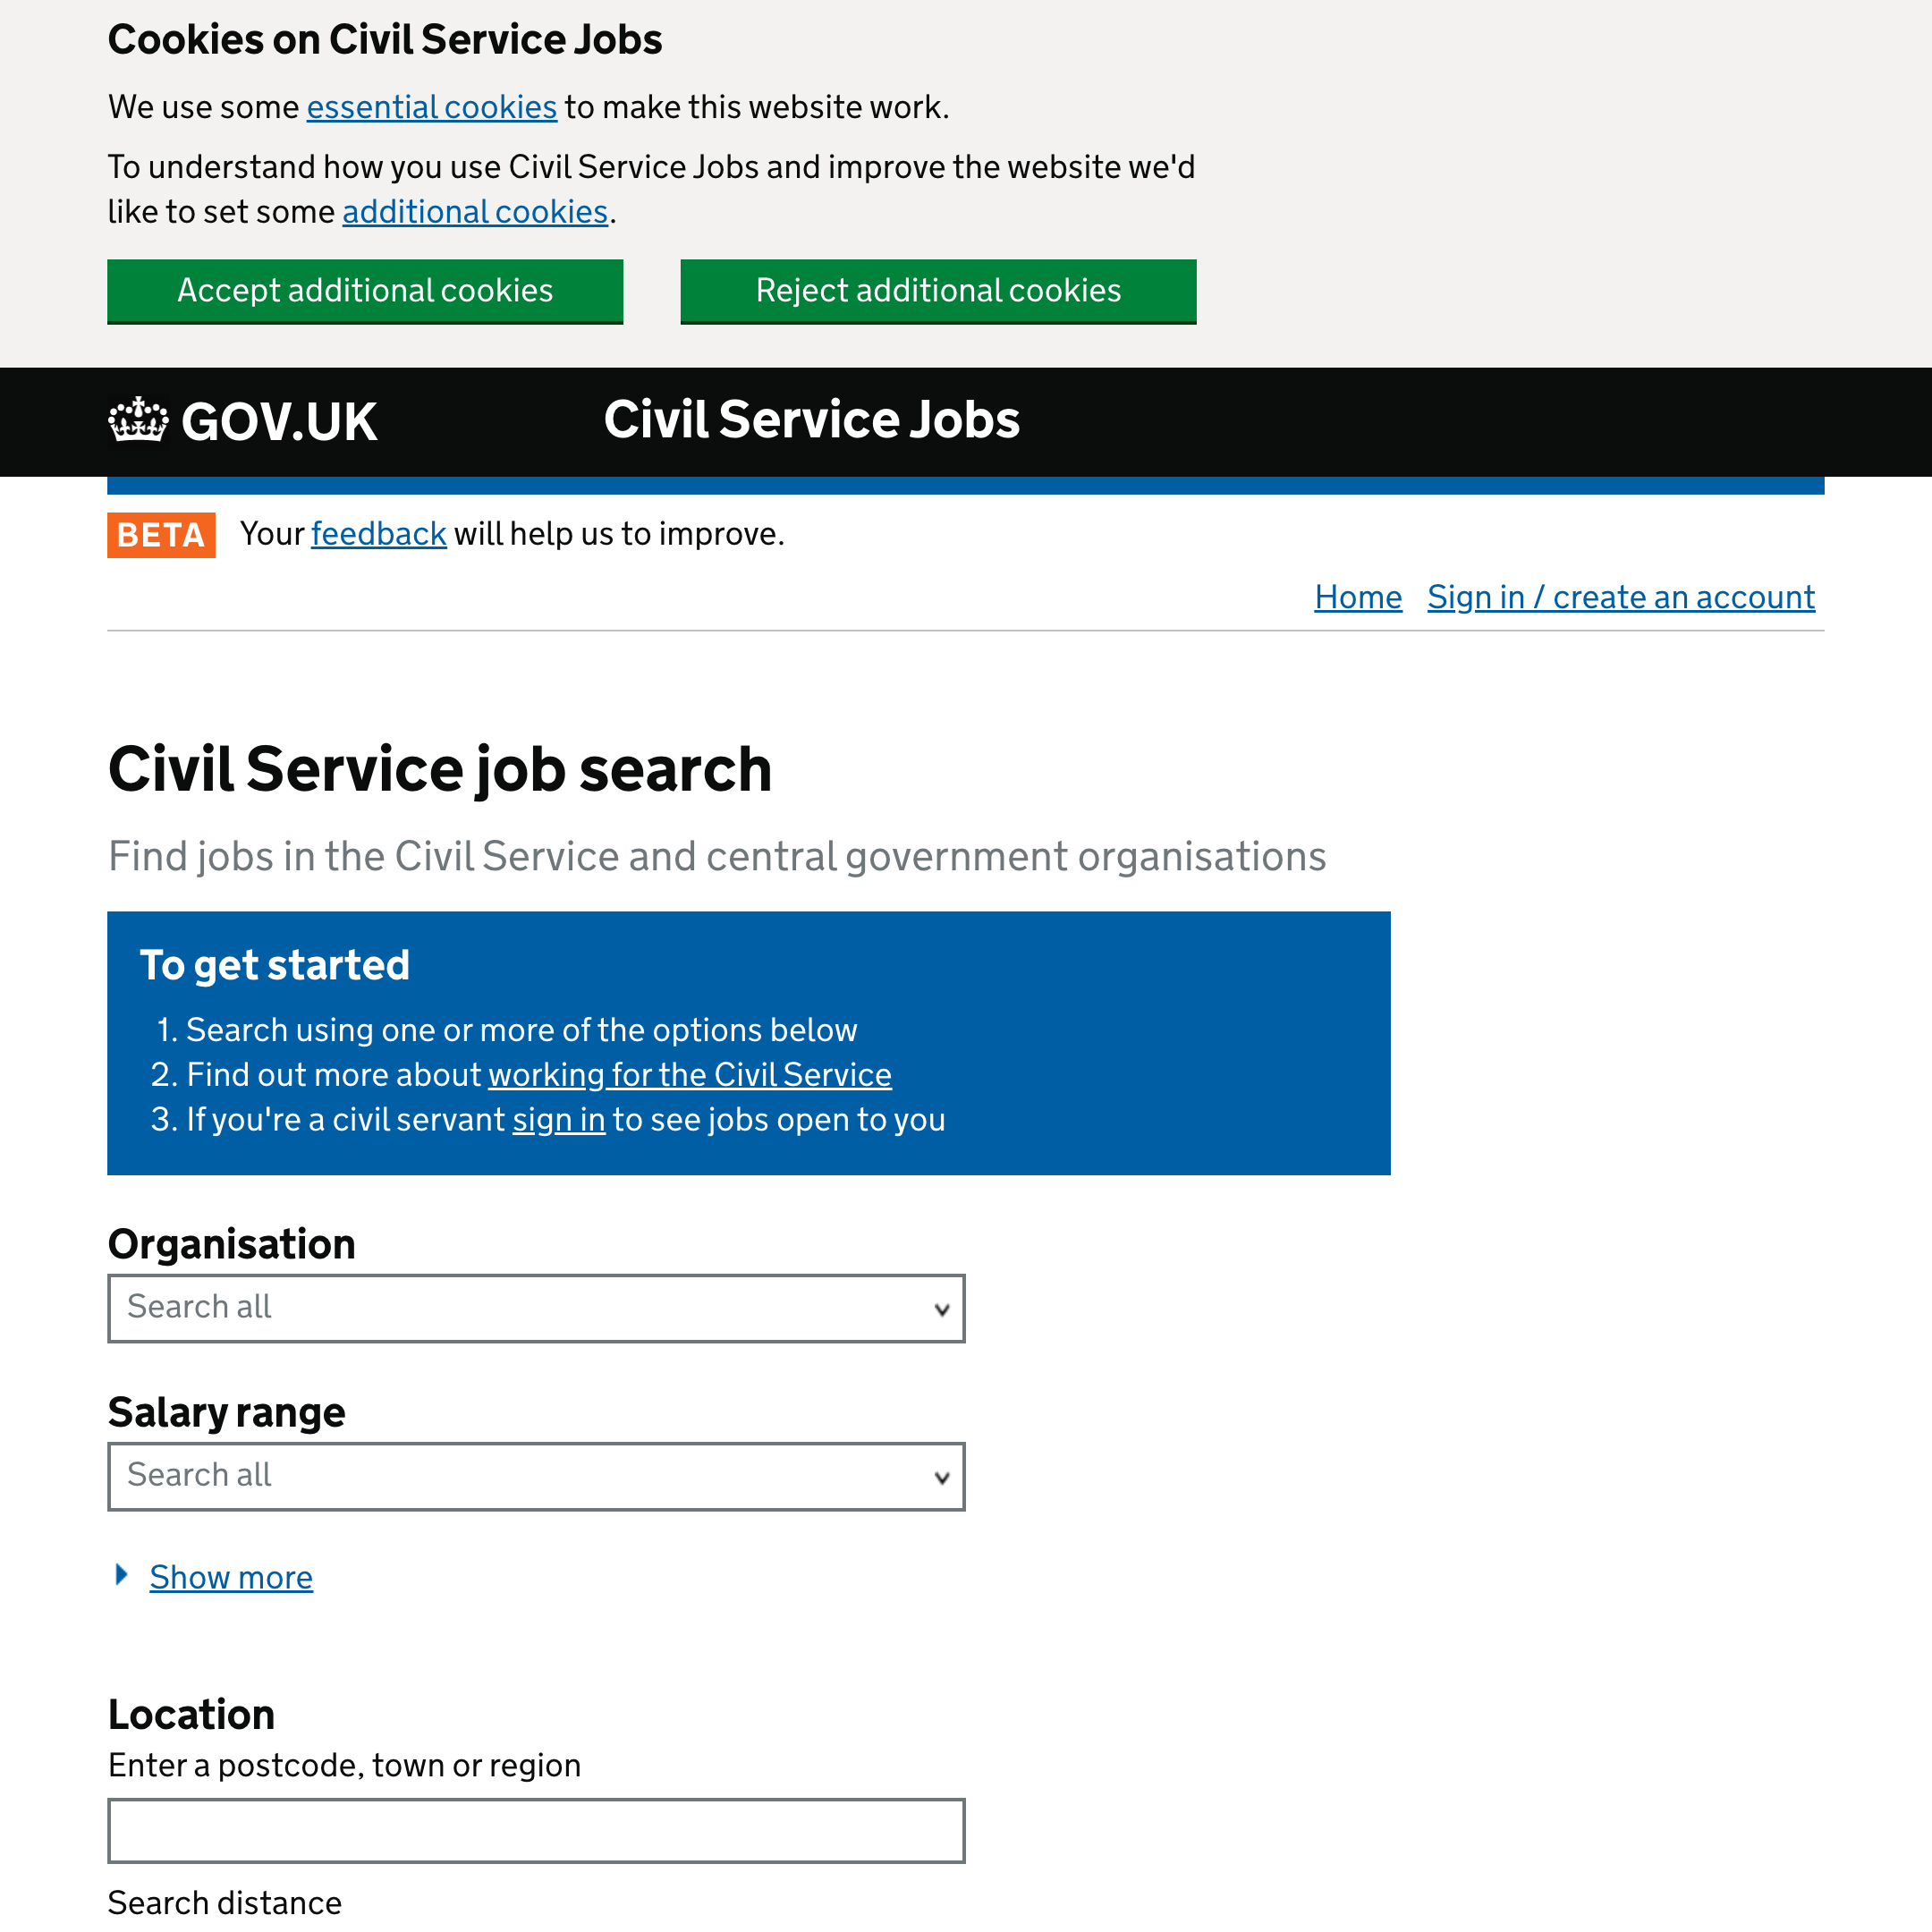 Cookies on Civil Service Jobs
We use some essential cookies to make this website work.
To understand how you use Civil Service Jobs and improve the website we'd
like to set some additional cookies.
Accept additional cookies
Reject additional cookies
GOV.UK
Civil Service Jobs
BETA
Your feedback will help us to improve.
Home
Sign in / create an account
Civil Service job search
Find jobs in the Civil Service and central government organisations
To get started
1. Search using one or more of the options below
2. Find out more about working for the Civil Service
3. If you're a civil servant sign in to see jobs open to you
Organisation
Search all
Salary range
Search all
Show more
Location
Enter a postcode, town or region
Search distance